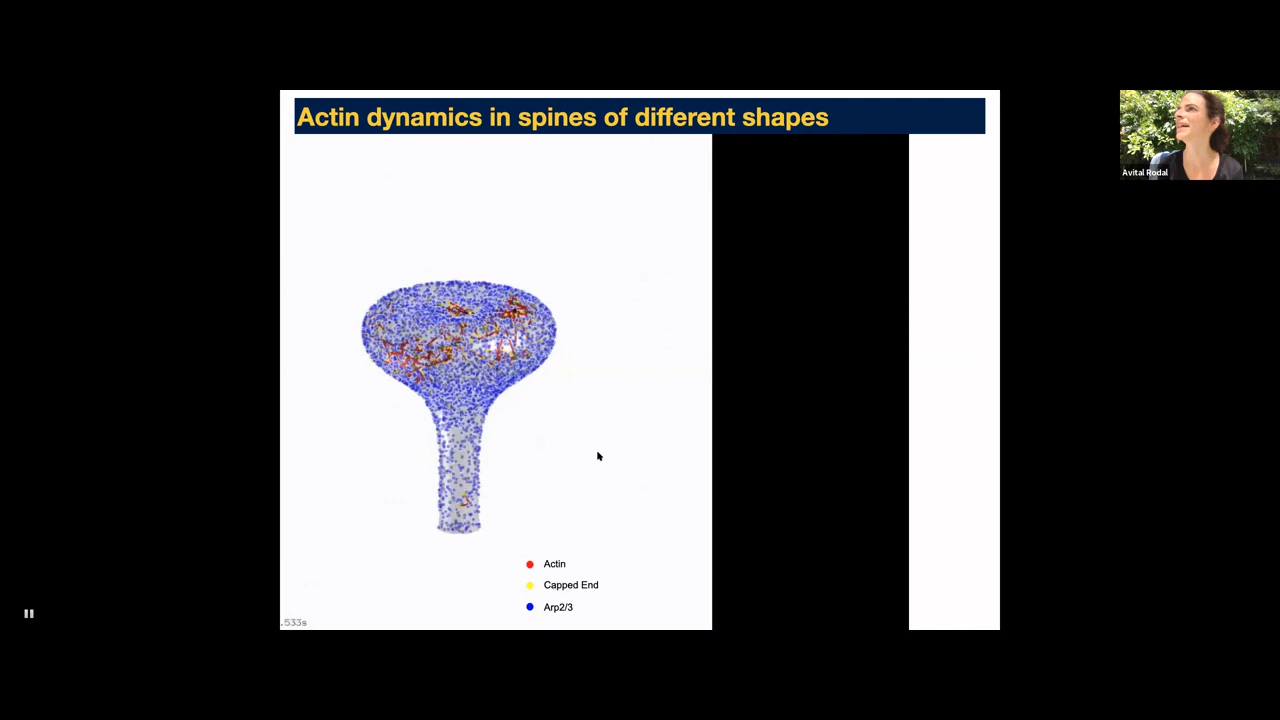 Actin dynamics in spines of different shapes
Avital Rodal
Actin
Capped End
Arp2/3
.533s